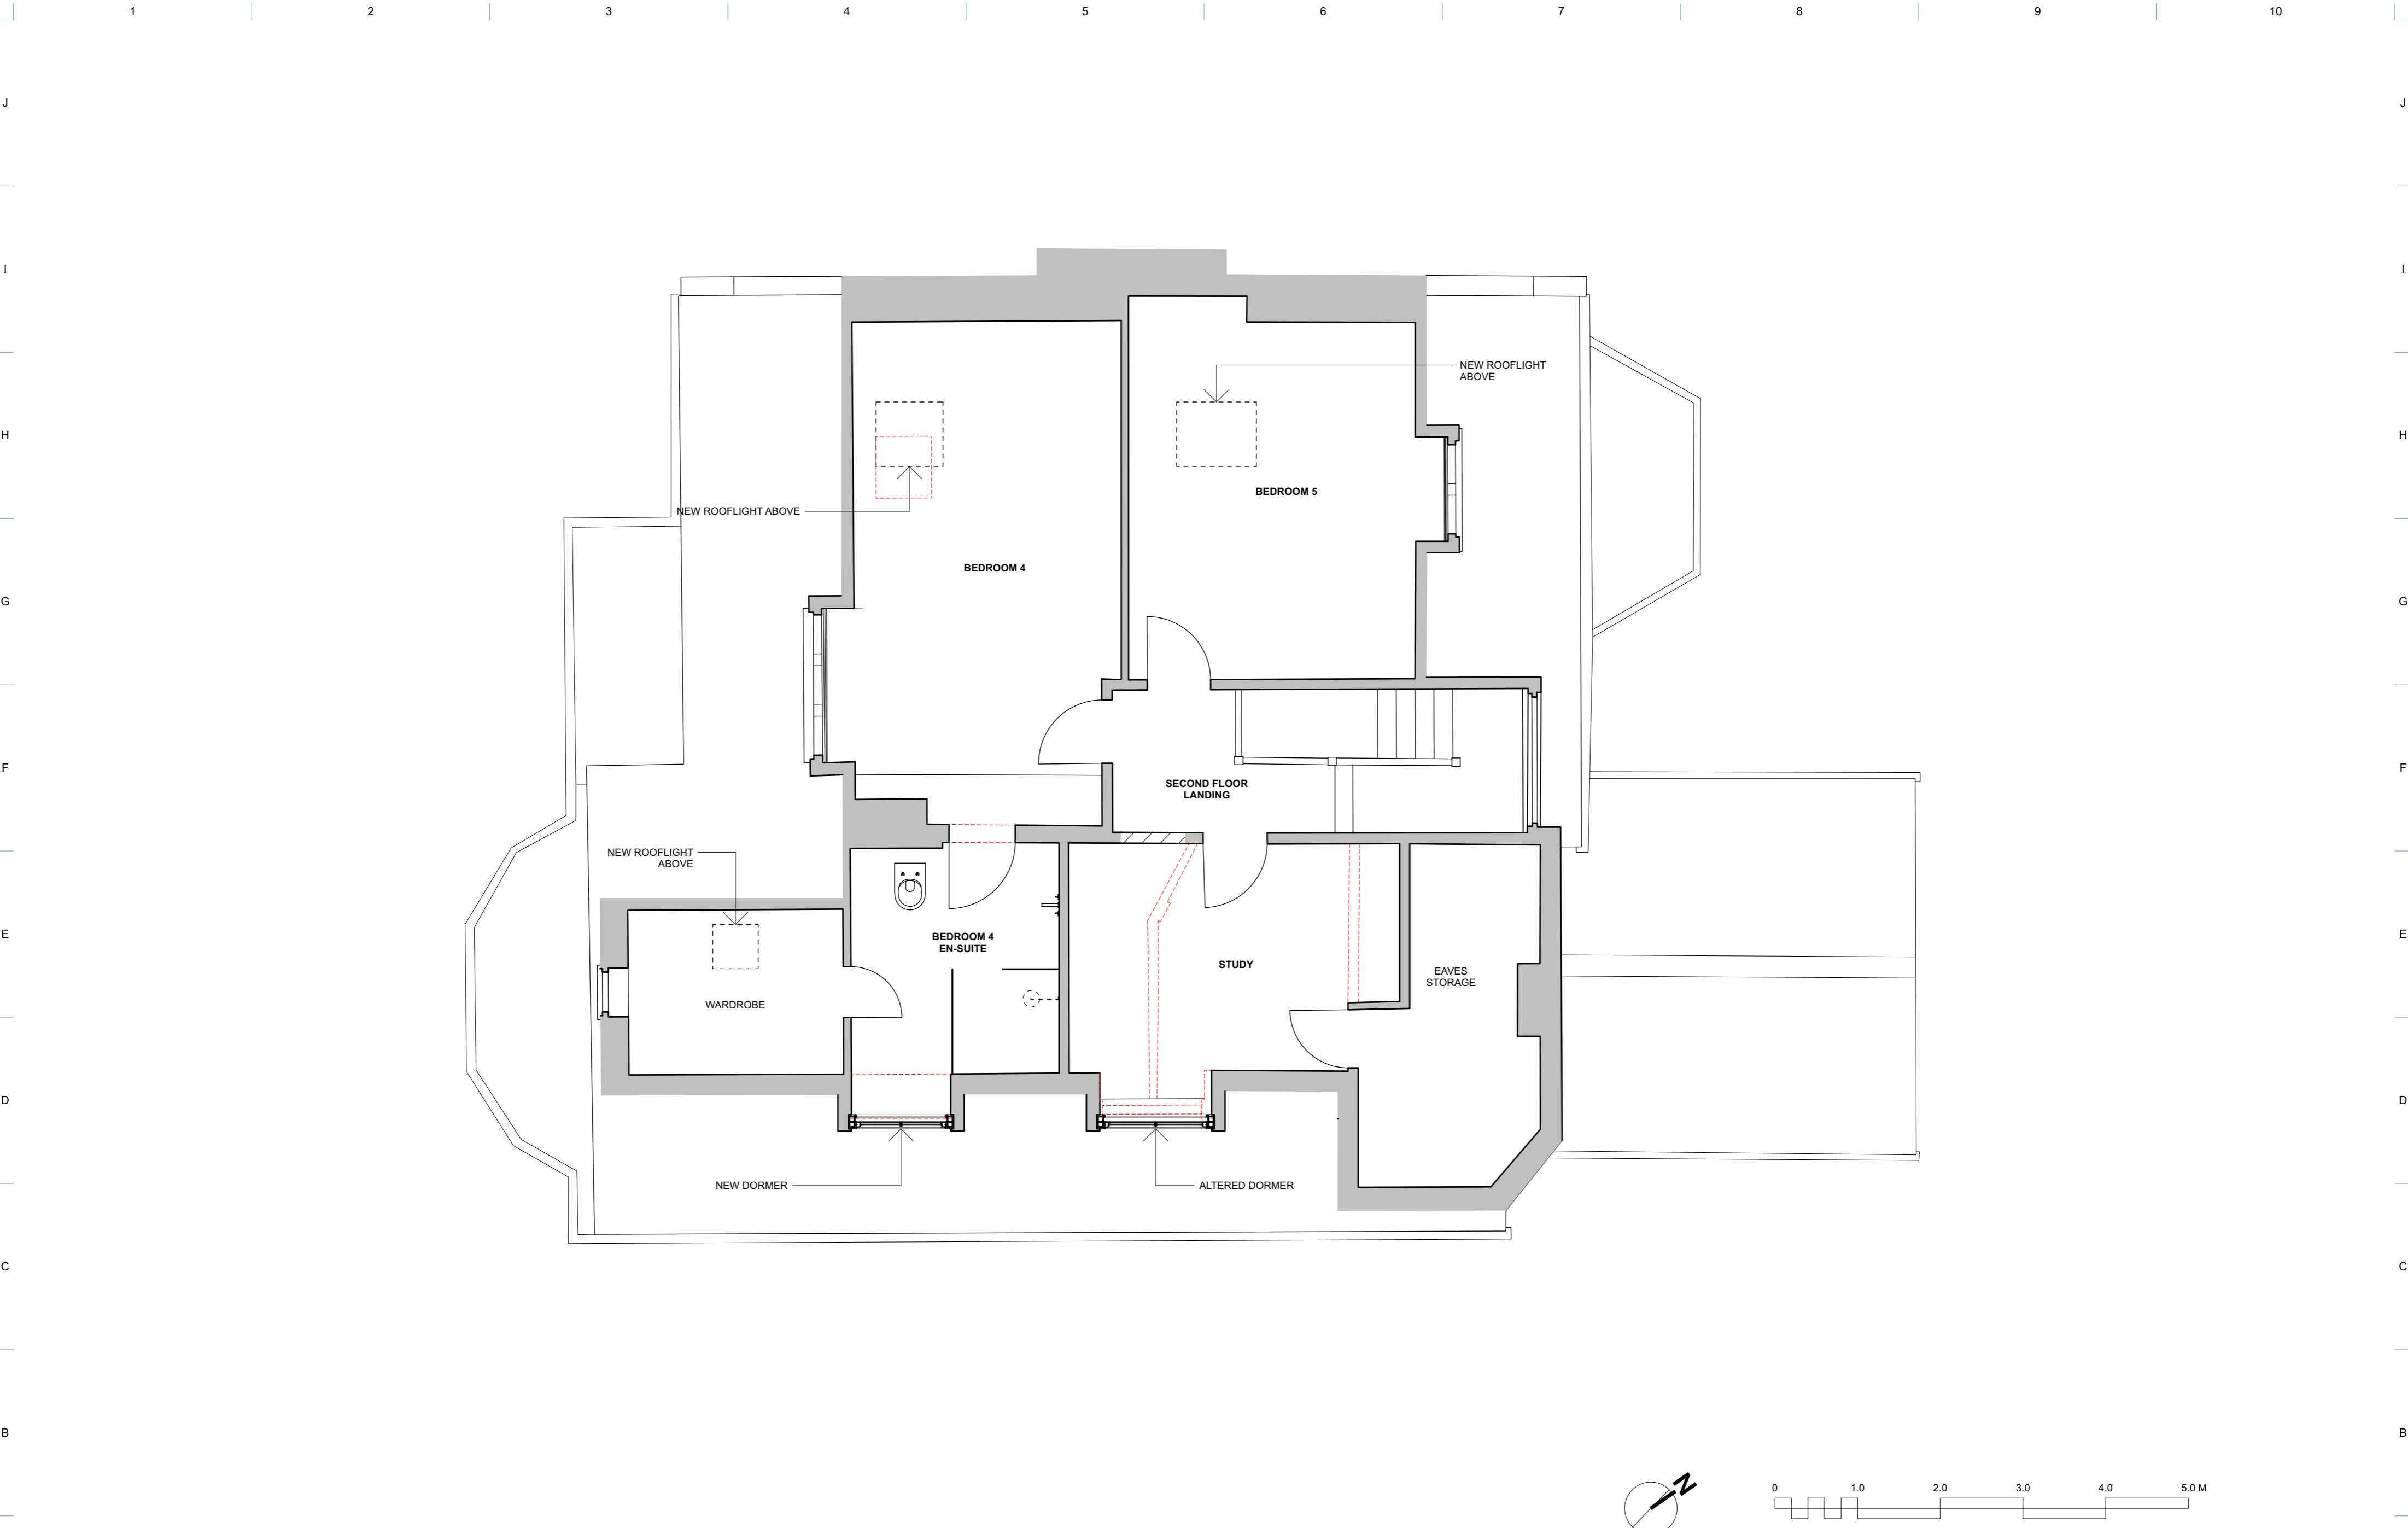 1 2 3 4 5 6 7 8 9 10
J J
I I
NEW ROOFLIGHT
ABOVE
H H
BEDROOM 5
NEW ROOFLIGHT ABOVE
BEDROOM 4
G G
F F
SECOND FLOOR
LANDING
NEW ROOFLIGHT
ABOVE
E E
BEDROOM 4
EN-SUITE
STUDY
EAVES
STORAGE
WARDROBE
D D
NEW DORMER
ALTERED DORMER
C C
B B
N
0 1.0 2.0 3.0 4.0 5.0 M